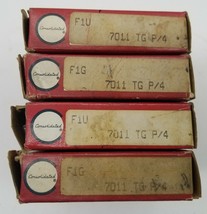 F1U
Consolidated
7011 TG P/4
F1G
Consolidated
7011 TG P/4
F1U
Consolidated
7011 TG P/4
F1G
Consolidated
7011 TG P/4